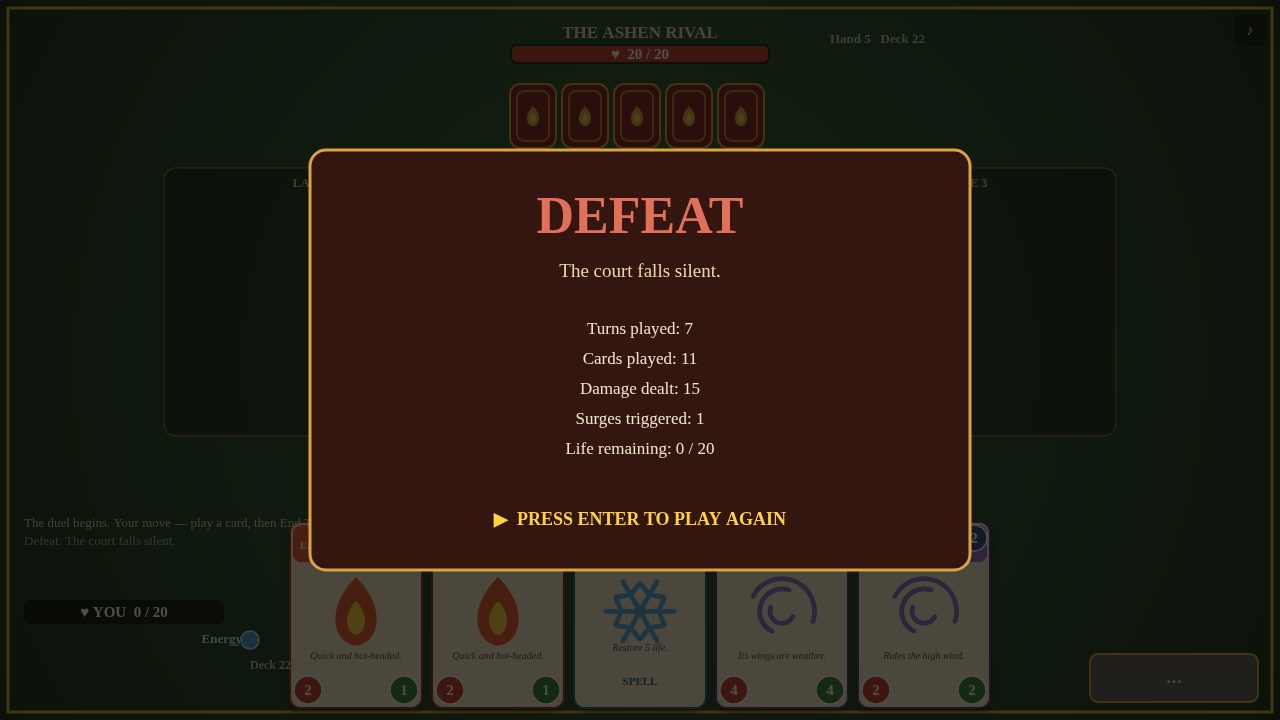 THE ASHEN RIVAL
♥ 20 / 20
Hand 5 Deck 22
♪
DEFEAT
The court falls silent.
Turns played: 7
Cards played: 11
Damage dealt: 15
Surges triggered: 1
Life remaining: 0 / 20
▶ PRESS ENTER TO PLAY AGAIN
The duel begins. Your move — play a card, then End
Defeat. The court falls silent.
♥ YOU 0 / 20
Energy
Deck 22
2
Quick and hot-headed.
2 1
Quick and hot-headed.
2 1
Restore 5 life.
SPELL
Its wings are weather.
4 4
Rides the high wind.
2 2
...